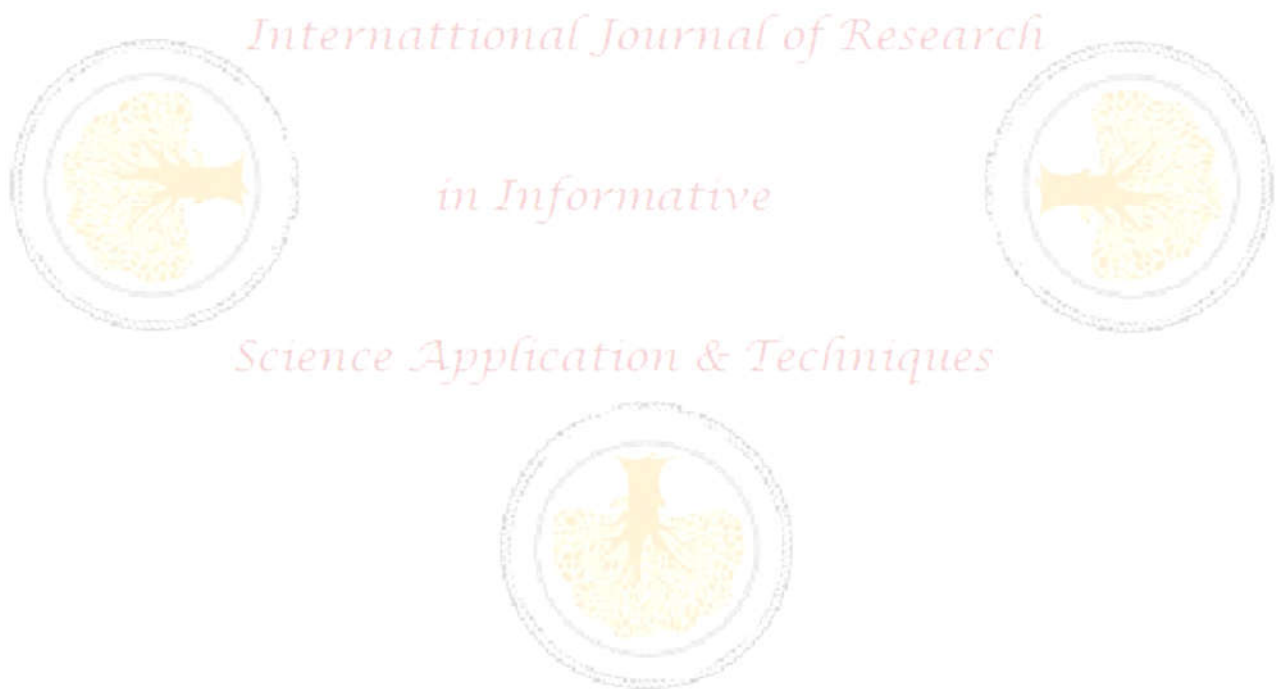 Internattional Journal of Research
in Informative
Science Application & Techniques